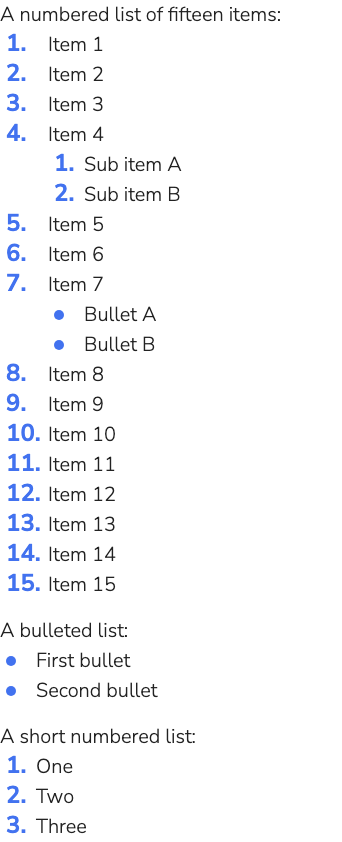 A numbered list of fifteen items:
1. Item 1
2. Item 2
3. Item 3
4. Item 4
1. Sub item A
2. Sub item B
5. Item 5
6. Item 6
7. Item 7
• Bullet A
• Bullet B
8. Item 8
9. Item 9
10. Item 10
11. Item 11
12. Item 12
13. Item 13
14. Item 14
15. Item 15
A bulleted list:
• First bullet
• Second bullet
A short numbered list:
1. One
2. Two
3. Three